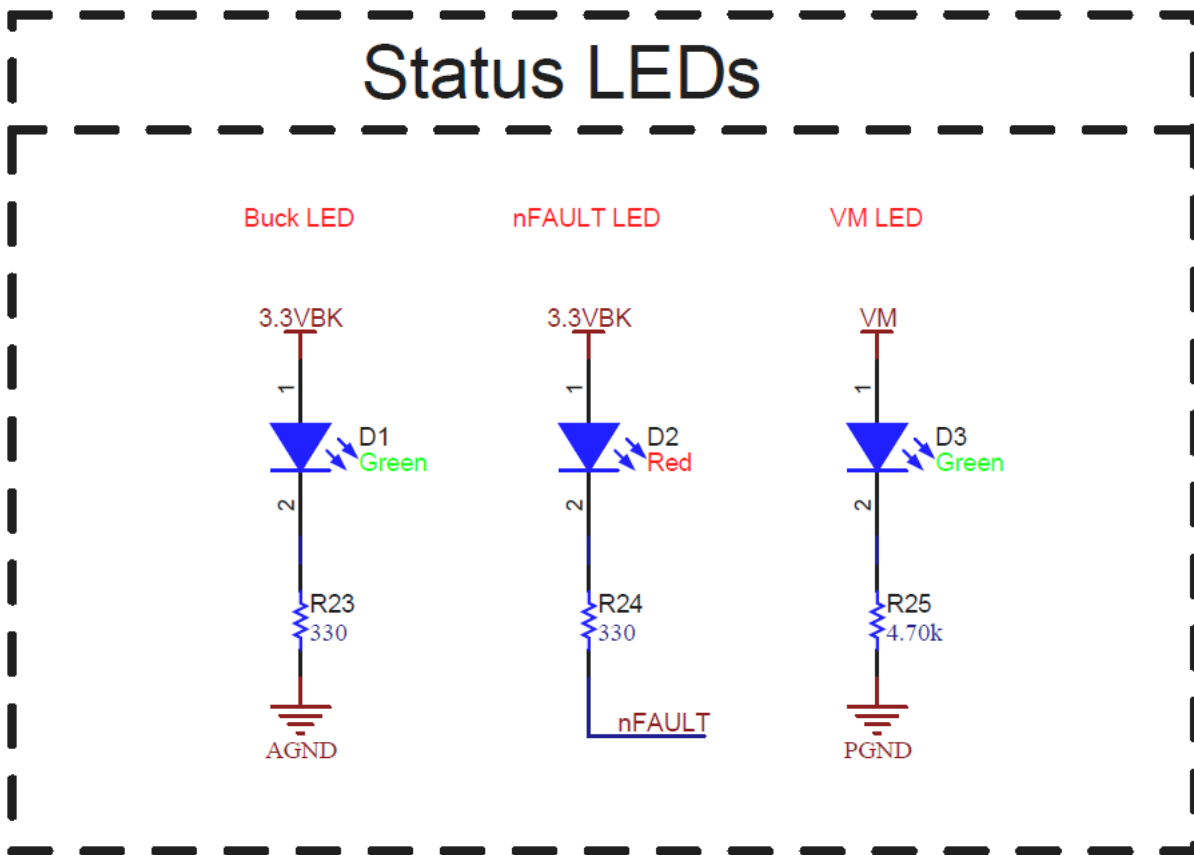 Status LEDs
Buck LED
nFAULT LED
VM LED
3.3VBK
3.3VBK
VM
1
1
1
D1
Green
D2
Red
D3
Green
2
2
2
R23
330
R24
330
R25
4.70k
nFAULT
AGND
PGND